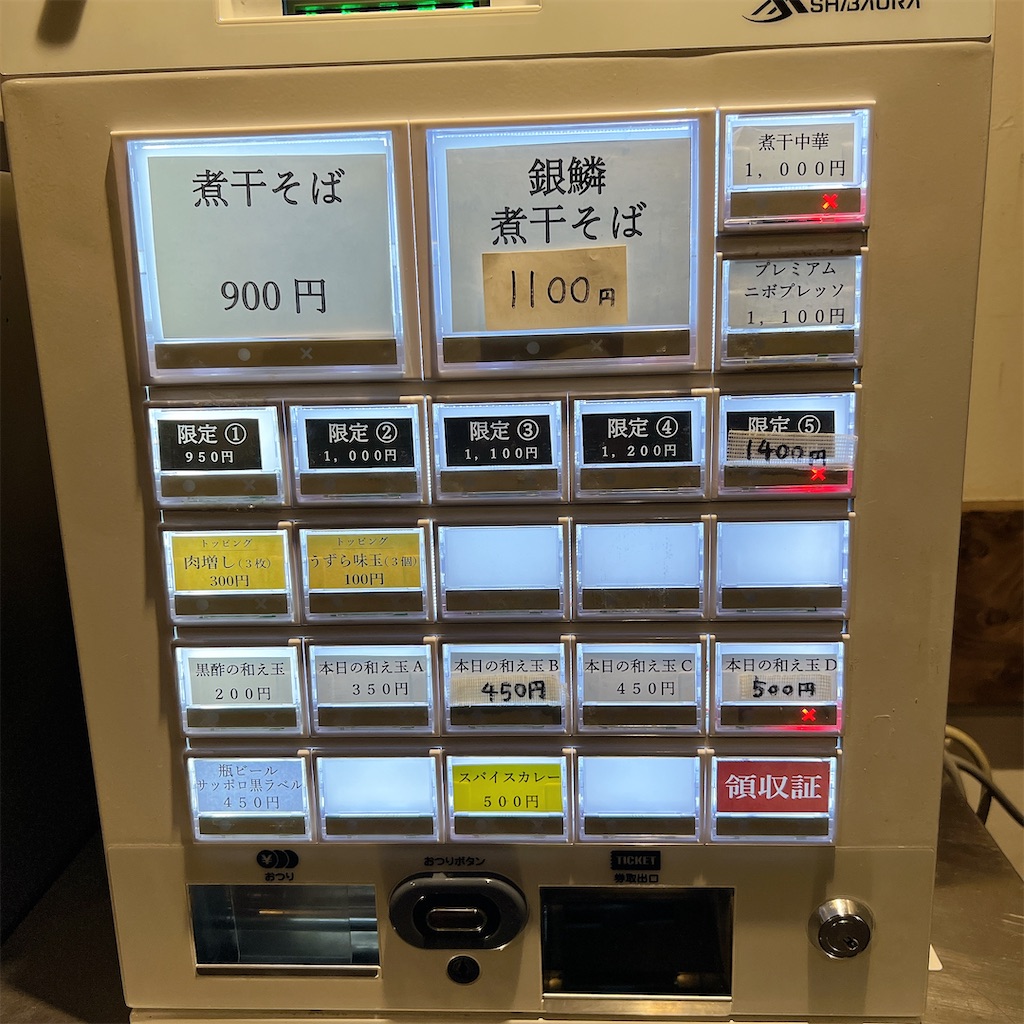 SHIBAURA
煮干そば
900円
銀鱗
煮干そば
1100円
煮干中華
1,000円
プレミアム
ニボプレッソ
1,100円
限定①
950円
限定②
1,000円
限定③
1,100円
限定④
1,200円
限定⑤
1400円
トッピング
肉増し(3枚)
300円
トッピング
うずら味玉(3個)
100円
黒酢の和え玉
200円
本日の和え玉A
350円
本日の和え玉B
450円
本日の和え玉C
450円
本日の和え玉D
500円
瓶ビール
サッポロ黒ラベル
450円
スパイスカレー
500円
領収証
¥
おつり
おつりボタン
TICKET
券取出口